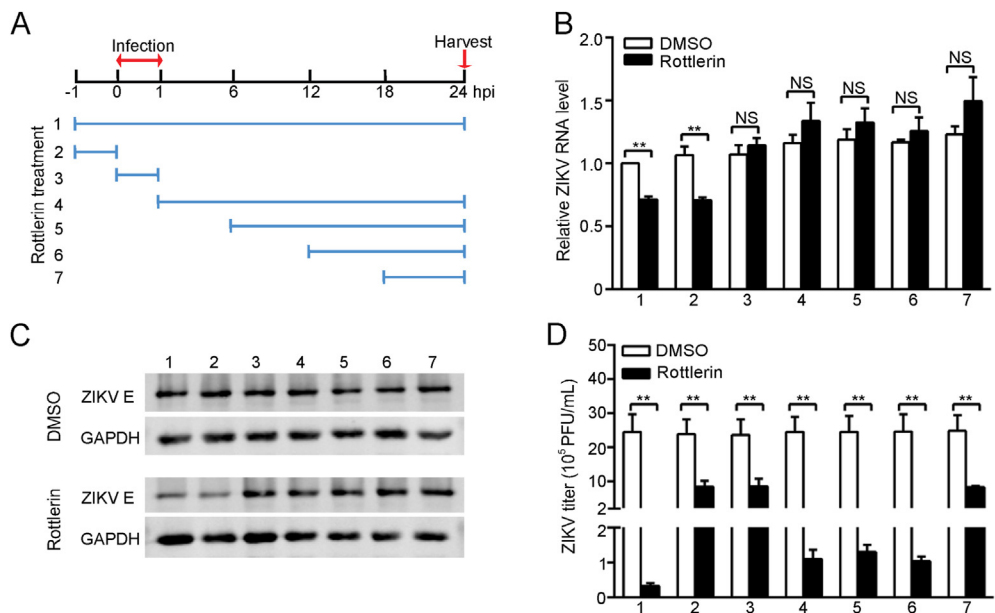 A
Infection
Harvest
-1 0 1 6 12 18 24 hpi
Rottlerin treatment
1
2
3
4
5
6
7
B
DMSO
Rottlerin
Relative ZIKV RNA level
2.0
1.5
1.0
0.5
0
** ** NS NS NS NS NS
1 2 3 4 5 6 7
C
1 2 3 4 5 6 7
DMSO
ZIKV E
GAPDH
Rottlerin
ZIKV E
GAPDH
D
DMSO
Rottlerin
ZIKV titer (10⁵ PFU/mL)
50
40
30
20
10
2
2
1
0
** ** ** ** ** ** **
1 2 3 4 5 6 7